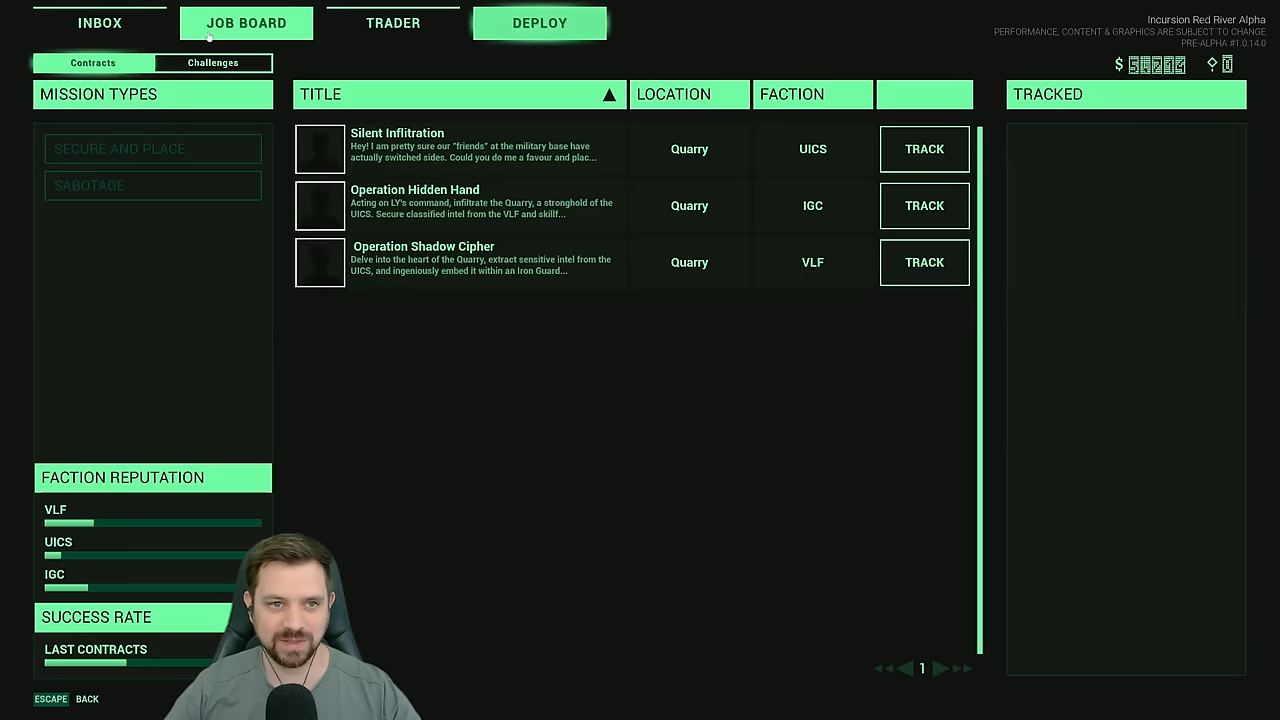 INBOX
JOB BOARD
TRADER
DEPLOY
Incursion Red River Alpha
PERFORMANCE, CONTENT & GRAPHICS ARE SUBJECT TO CHANGE
PRE-ALPHA #1.0.14.0
Contracts
Challenges
$
MISSION TYPES
TITLE
LOCATION
FACTION
TRACKED
SECURE AND PLACE
SABOTAGE
Silent Inflitration
Hey! I am pretty sure our "friends" at the military base have
actually switched sides. Could you do me a favour and plac...
Quarry
UICS
TRACK
Operation Hidden Hand
Acting on LY's command, infiltrate the Quarry, a stronghold of the
UICS. Secure classified intel from the VLF and skillf...
Quarry
IGC
TRACK
Operation Shadow Cipher
Delve into the heart of the Quarry, extract sensitive intel from the
UICS, and ingeniously embed it within an Iron Guard...
Quarry
VLF
TRACK
FACTION REPUTATION
VLF
UICS
IGC
SUCCESS RATE
LAST CONTRACTS
1
ESCAPE BACK